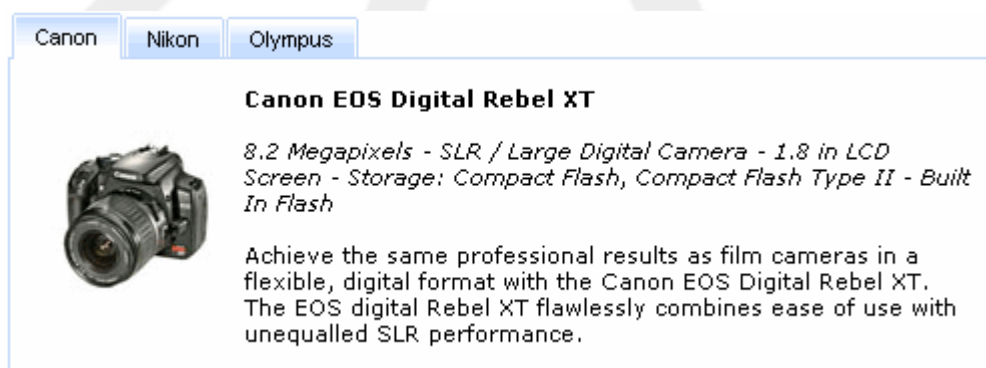 Canon Nikon Olympus
Canon EOS Digital Rebel XT
8.2 Megapixels - SLR / Large Digital Camera - 1.8 in LCD
Screen - Storage: Compact Flash, Compact Flash Type II - Built
In Flash
Achieve the same professional results as film cameras in a
flexible, digital format with the Canon EOS Digital Rebel XT.
The EOS digital Rebel XT flawlessly combines ease of use with
unequalled SLR performance.